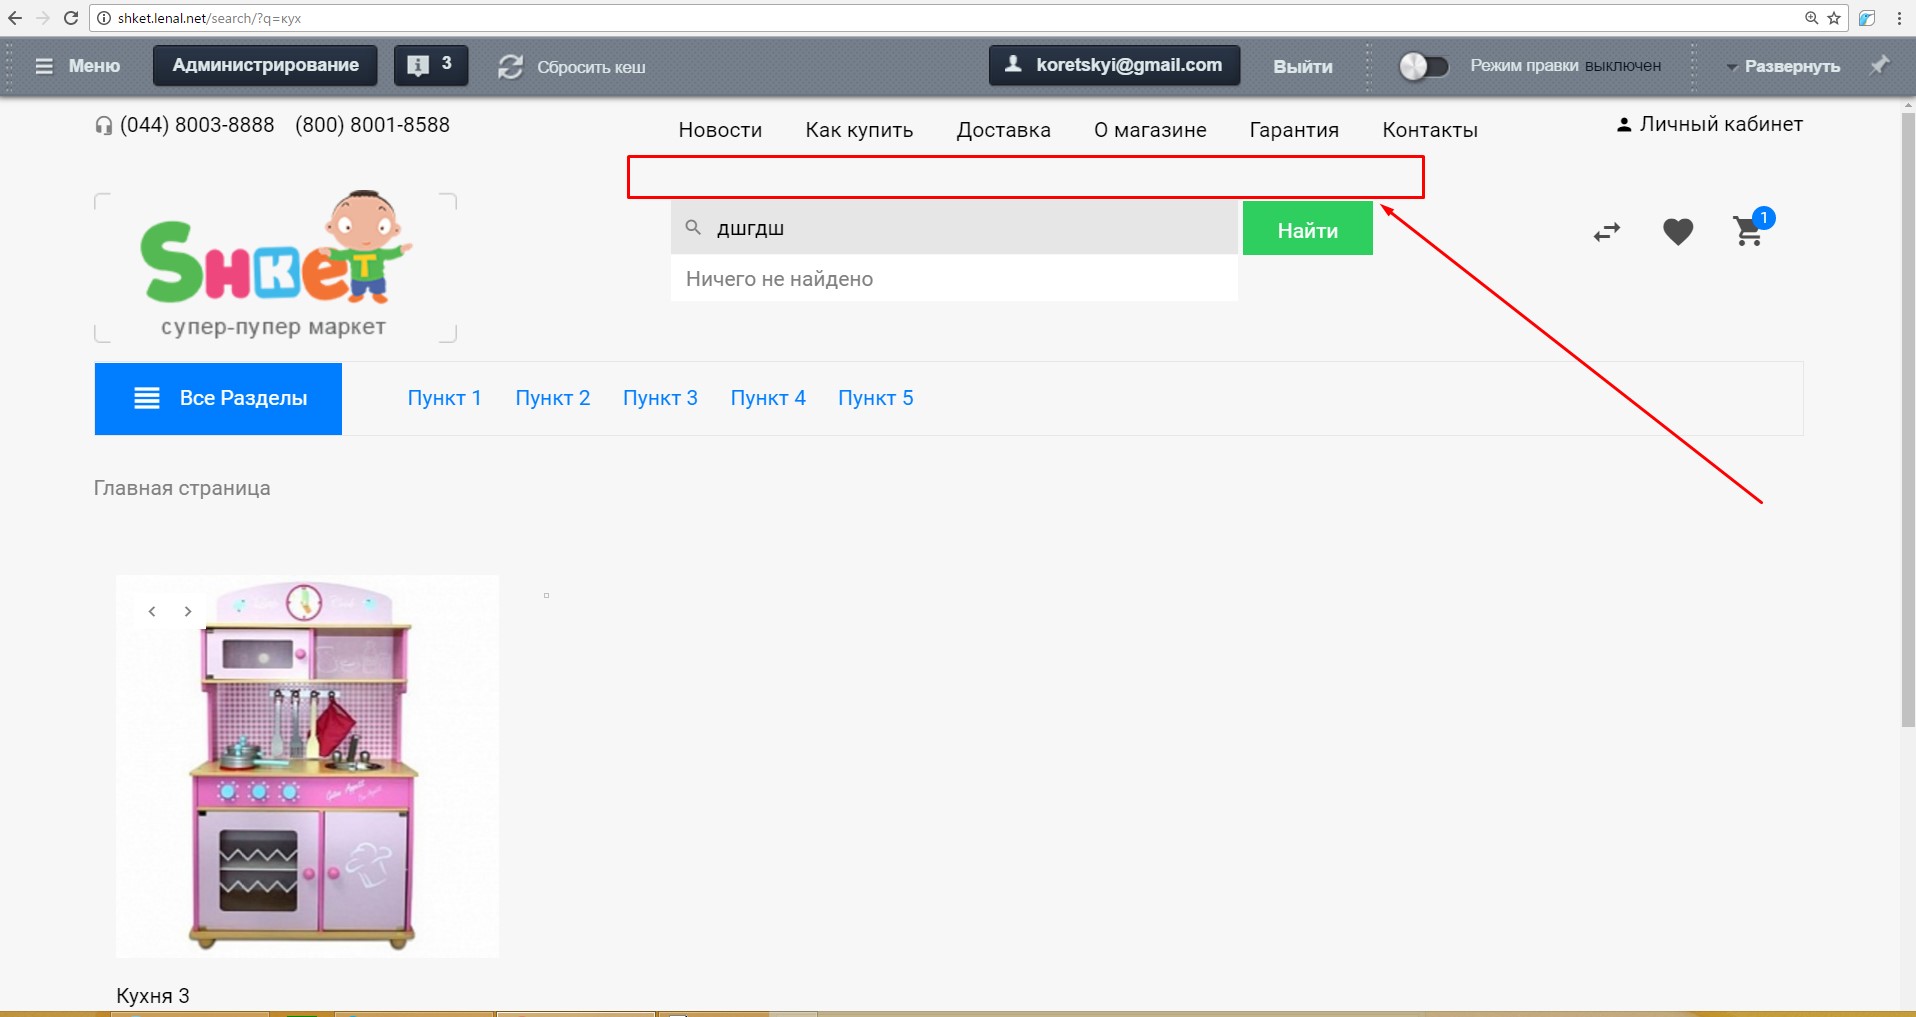 shket.lenal.net/search/?q=кух
Меню Администрирование 3 Сбросить кеш koretskyi@gmail.com Выйти Режим правки выключен Развернуть
(044) 8003-8888 (800) 8001-8588 Новости Как купить Доставка О магазине Гарантия Контакты Личный кабинет
SHKET
супер-пупер маркет
дшгдш Найти 1
Ничего не найдено
Все Разделы Пункт 1 Пункт 2 Пункт 3 Пункт 4 Пункт 5
Главная страница
Кухня 3